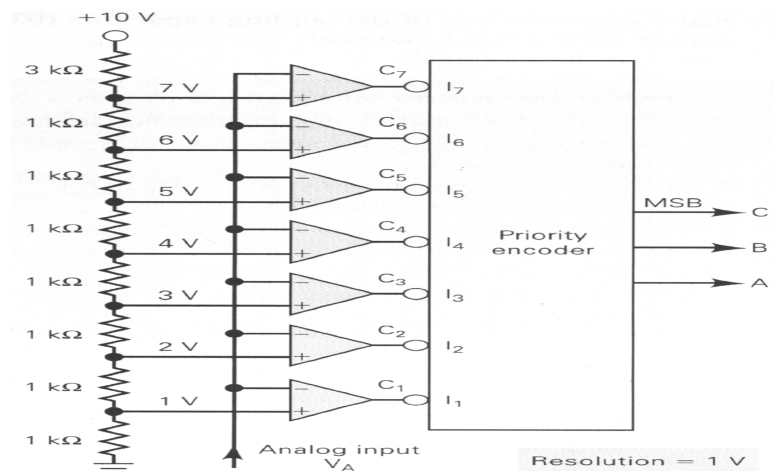 +10 V
3 kΩ
7 V
− + C7 I7
1 kΩ
6 V
− + C6 I6
1 kΩ
5 V
− + C5 I5
1 kΩ
4 V
− + C4 I4
1 kΩ
3 V
− + C3 I3
1 kΩ
2 V
− + C2 I2
1 kΩ
1 V
− + C1 I1
1 kΩ
Priority
encoder
MSB C
B
A
Analog input
VA
Resolution = 1 V